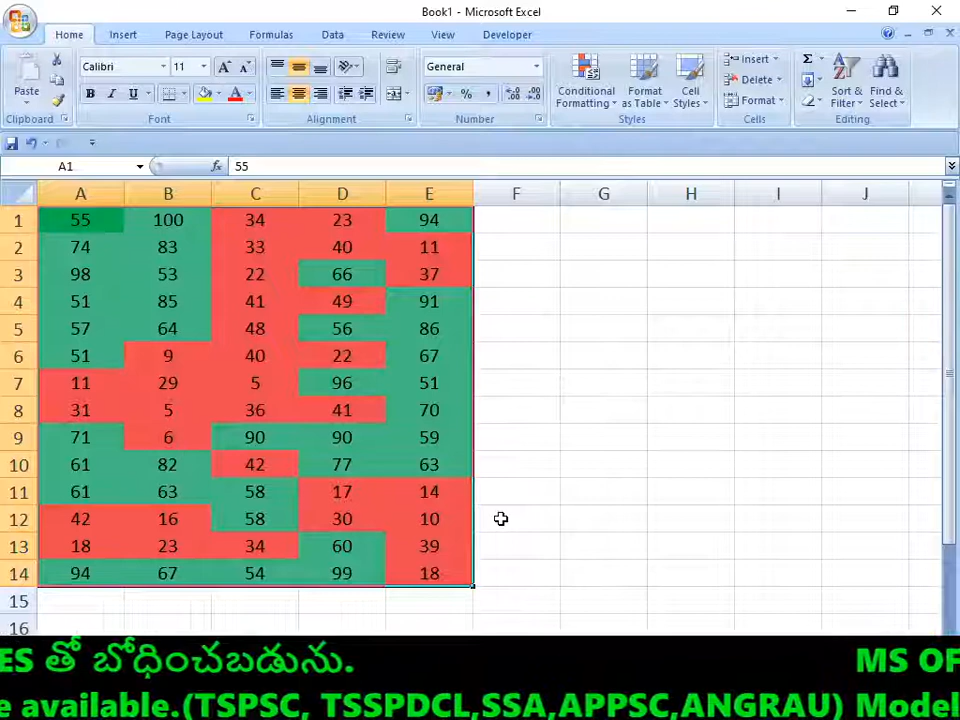 Book1 - Microsoft Excel
Home Insert Page Layout Formulas Data Review View Developer
Paste
Calibri 11
B I U
General
% ,
Conditional Formatting
Format as Table
Cell Styles
Insert
Delete
Format
Σ
Sort & Filter
Find & Select
Clipboard Font Alignment Number Styles Cells Editing
A1 fx 55
A B C D E F G H I J
1 55 100 34 23 94
2 74 83 33 40 11
3 98 53 22 66 37
4 51 85 41 49 91
5 57 64 48 56 86
6 51 9 40 22 67
7 11 29 5 96 51
8 31 5 36 41 70
9 71 6 90 90 59
10 61 82 42 77 63
11 61 63 58 17 14
12 42 16 58 30 10
13 18 23 34 60 39
14 94 67 54 99 18
15
16
ES తో బోధించబడును. MS OF
e available.(TSPSC, TSSPDCL,SSA,APPSC,ANGRAU) Model